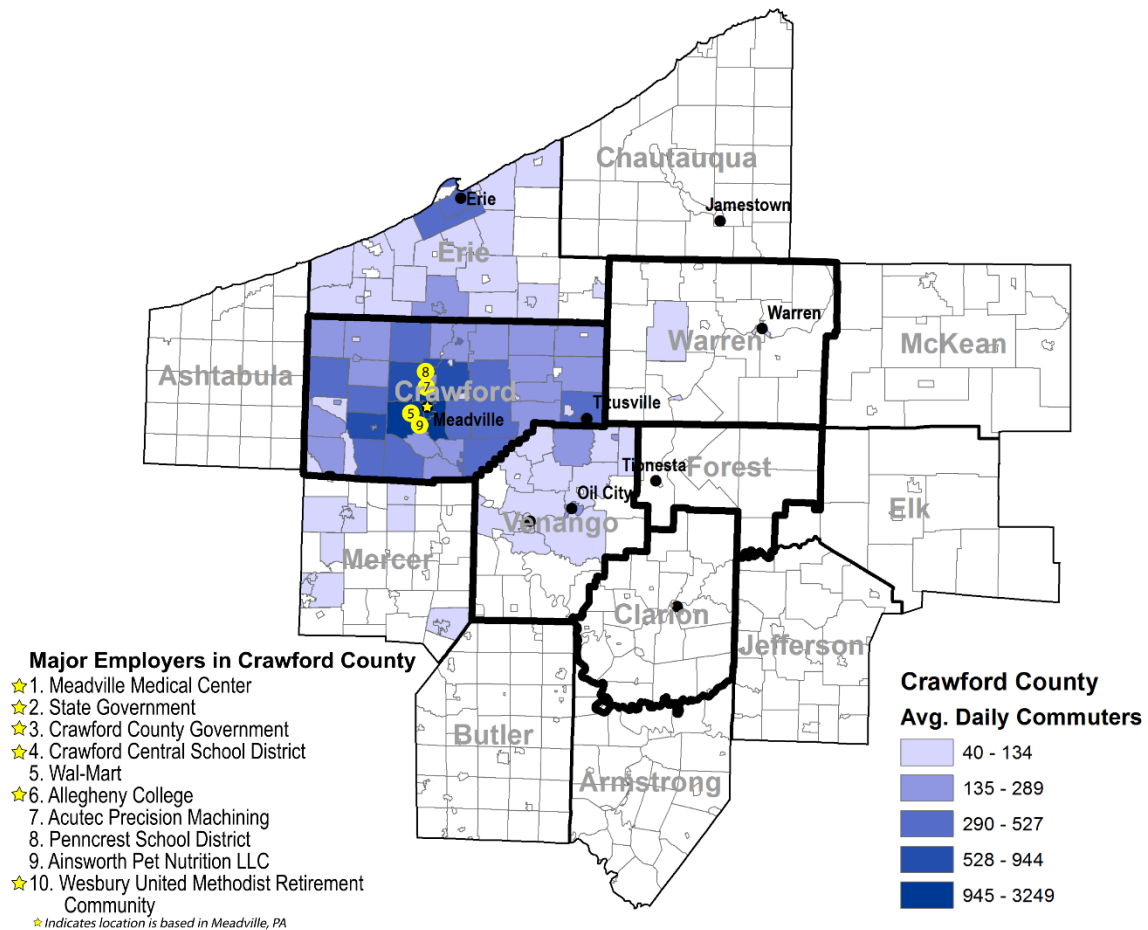 Chautauqua
Jamestown
Erie
Erie
Warren
Warren
McKean
Ashtabula
8
7
Crawford
5
Meadville
9
Titusville
Tionesta
Forest
Oil City
Venango
Elk
Mercer
Clarion
Jefferson
Butler
Armstrong
Major Employers in Crawford County
1. Meadville Medical Center
2. State Government
3. Crawford County Government
4. Crawford Central School District
5. Wal-Mart
6. Allegheny College
7. Acutec Precision Machining
8. Penncrest School District
9. Ainsworth Pet Nutrition LLC
10. Wesbury United Methodist Retirement
Community
Indicates location is based in Meadville, PA
Crawford County
Avg. Daily Commuters
40 - 134
135 - 289
290 - 527
528 - 944
945 - 3249